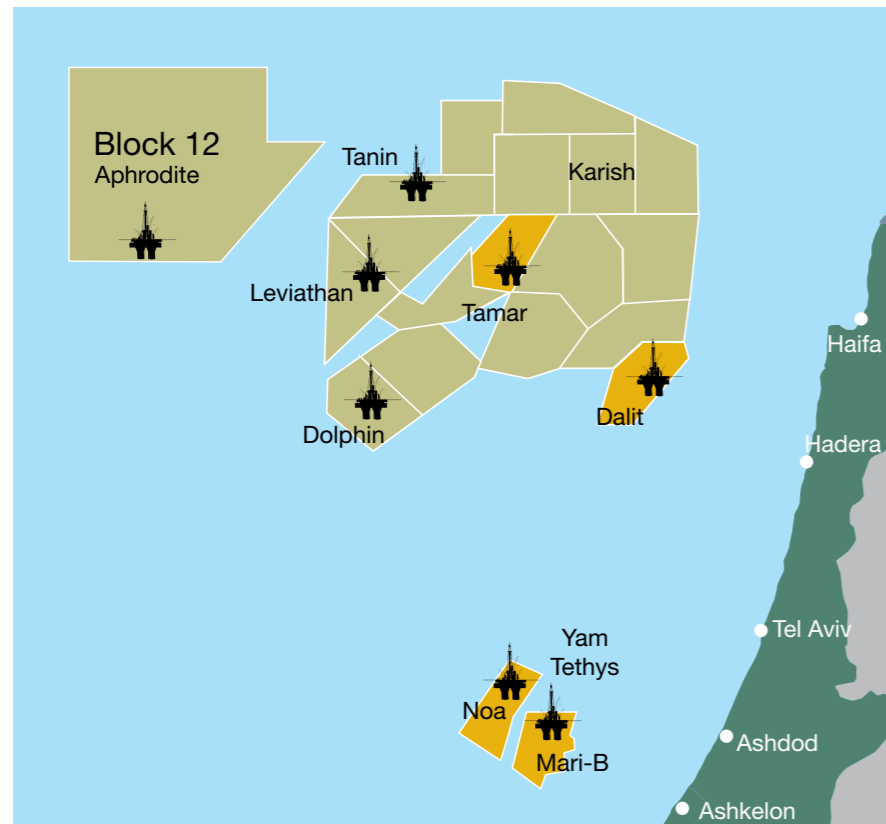 Block 12
Aphrodite
Tanin
Karish
Leviathan
Tamar
Haifa
Dolphin
Dalit
Hadera
Yam
Tethys
Tel Aviv
Noa
Mari-B
Ashdod
Ashkelon